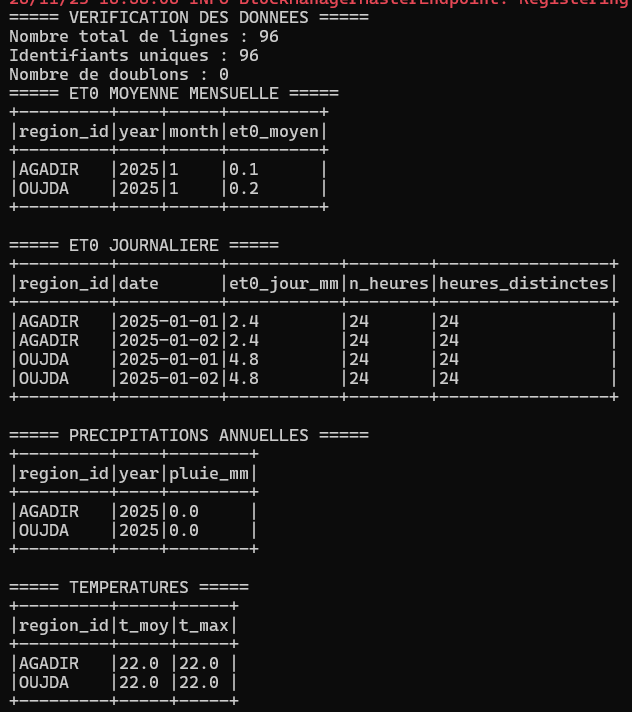 ===== VERIFICATION DES DONNEES =====
Nombre total de lignes : 96
Identifiants uniques : 96
Nombre de doublons : 0
===== ET0 MOYENNE MENSUELLE =====
+---------+----+-----+---------+
|region_id|year|month|et0_moyen|
+---------+----+-----+---------+
|AGADIR   |2025|1    |0.1      |
|OUJDA    |2025|1    |0.2      |
+---------+----+-----+---------+

===== ET0 JOURNALIERE =====
+---------+----------+-----------+--------+-----------------+
|region_id|date      |et0_jour_mm|n_heures|heures_distinctes|
+---------+----------+-----------+--------+-----------------+
|AGADIR   |2025-01-01|2.4        |24      |24               |
|AGADIR   |2025-01-02|2.4        |24      |24               |
|OUJDA    |2025-01-01|4.8        |24      |24               |
|OUJDA    |2025-01-02|4.8        |24      |24               |
+---------+----------+-----------+--------+-----------------+

===== PRECIPITATIONS ANNUELLES =====
+---------+----+--------+
|region_id|year|pluie_mm|
+---------+----+--------+
|AGADIR   |2025|0.0     |
|OUJDA    |2025|0.0     |
+---------+----+--------+

===== TEMPERATURES =====
+---------+-----+-----+
|region_id|t_moy|t_max|
+---------+-----+-----+
|AGADIR   |22.0 |22.0 |
|OUJDA    |22.0 |22.0 |
+---------+-----+-----+